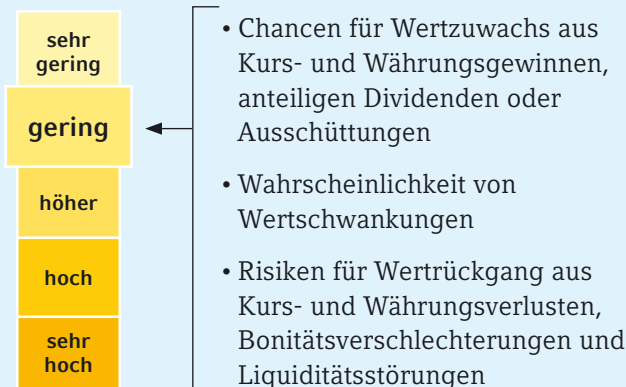 sehr
gering
gering
höher
hoch
sehr
hoch
• Chancen für Wertzuwachs aus
Kurs- und Währungsgewinnen,
anteiligen Dividenden oder
Ausschüttungen
• Wahrscheinlichkeit von
Wertschwankungen
• Risiken für Wertrückgang aus
Kurs- und Währungsverlusten,
Bonitätsverschlechterungen und
Liquiditätsstörungen